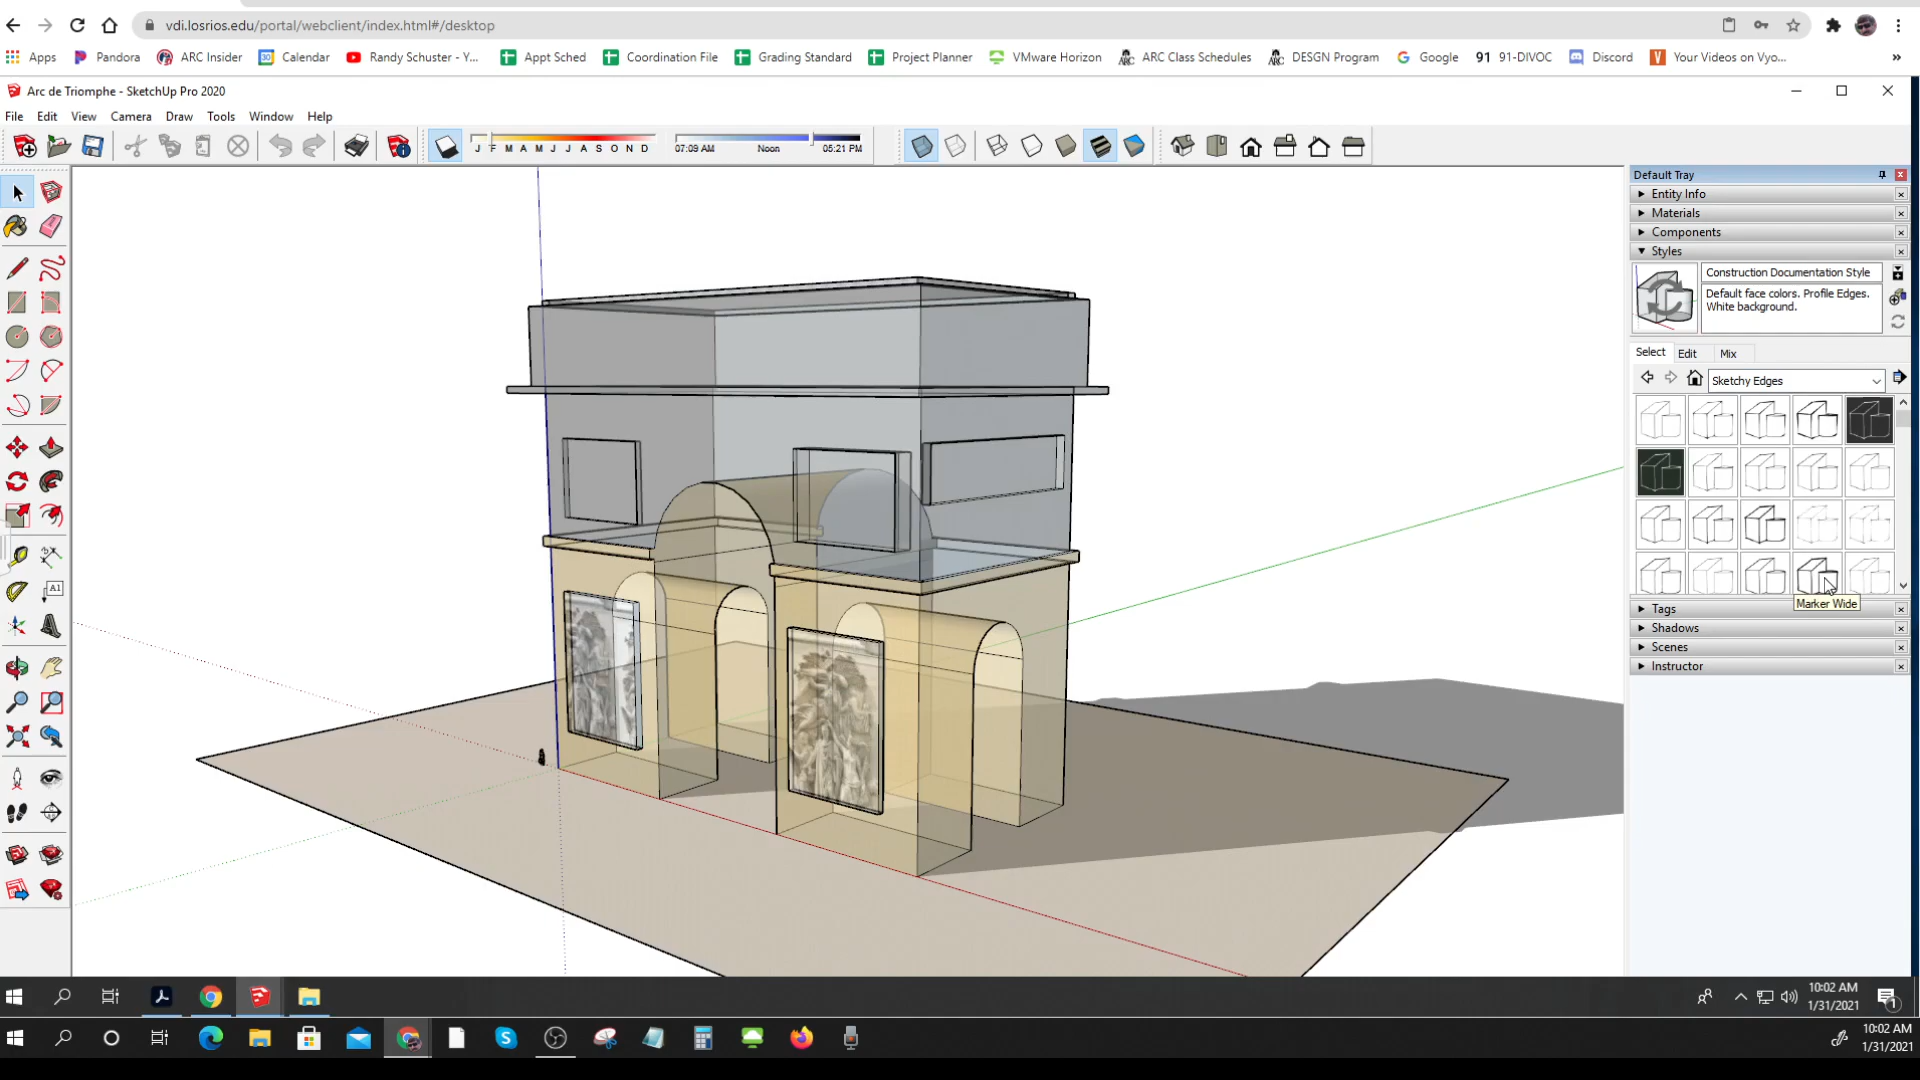 vdi.losrios.edu/portal/webclient/index.html#/desktop
Apps Pandora ARC Insider Calendar Randy Schuster - Y... Appt Sched Coordination File Grading Standard Project Planner VMware Horizon ARC Class Schedules DESGN Program Google 91 91-DIVOC Discord Your Videos on Vyo... »
Arc de Triomphe - SketchUp Pro 2020
File Edit View Camera Draw Tools Window Help
J F M A M J J A S O N D 07:09 AM Noon 05:21 PM
Default Tray
Entity Info
Materials
Components
Styles
Construction Documentation Style
Default face colors. Profile Edges.
White background.
Select Edit Mix
Sketchy Edges
Marker Wide
Tags
Shadows
Scenes
Instructor
A1
10:02 AM
1/31/2021
1
10:02 AM
1/31/2021